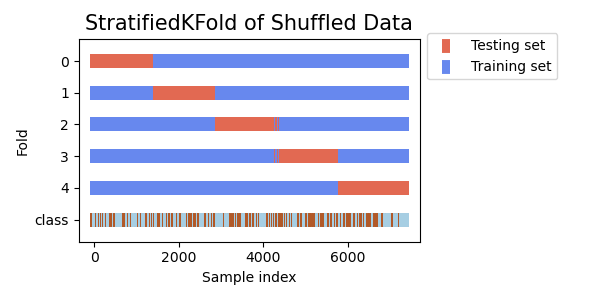 StratifiedKFold of Shuffled Data
Testing set
Training set
0
1
2
3
4
class
Fold
0 2000 4000 6000
Sample index